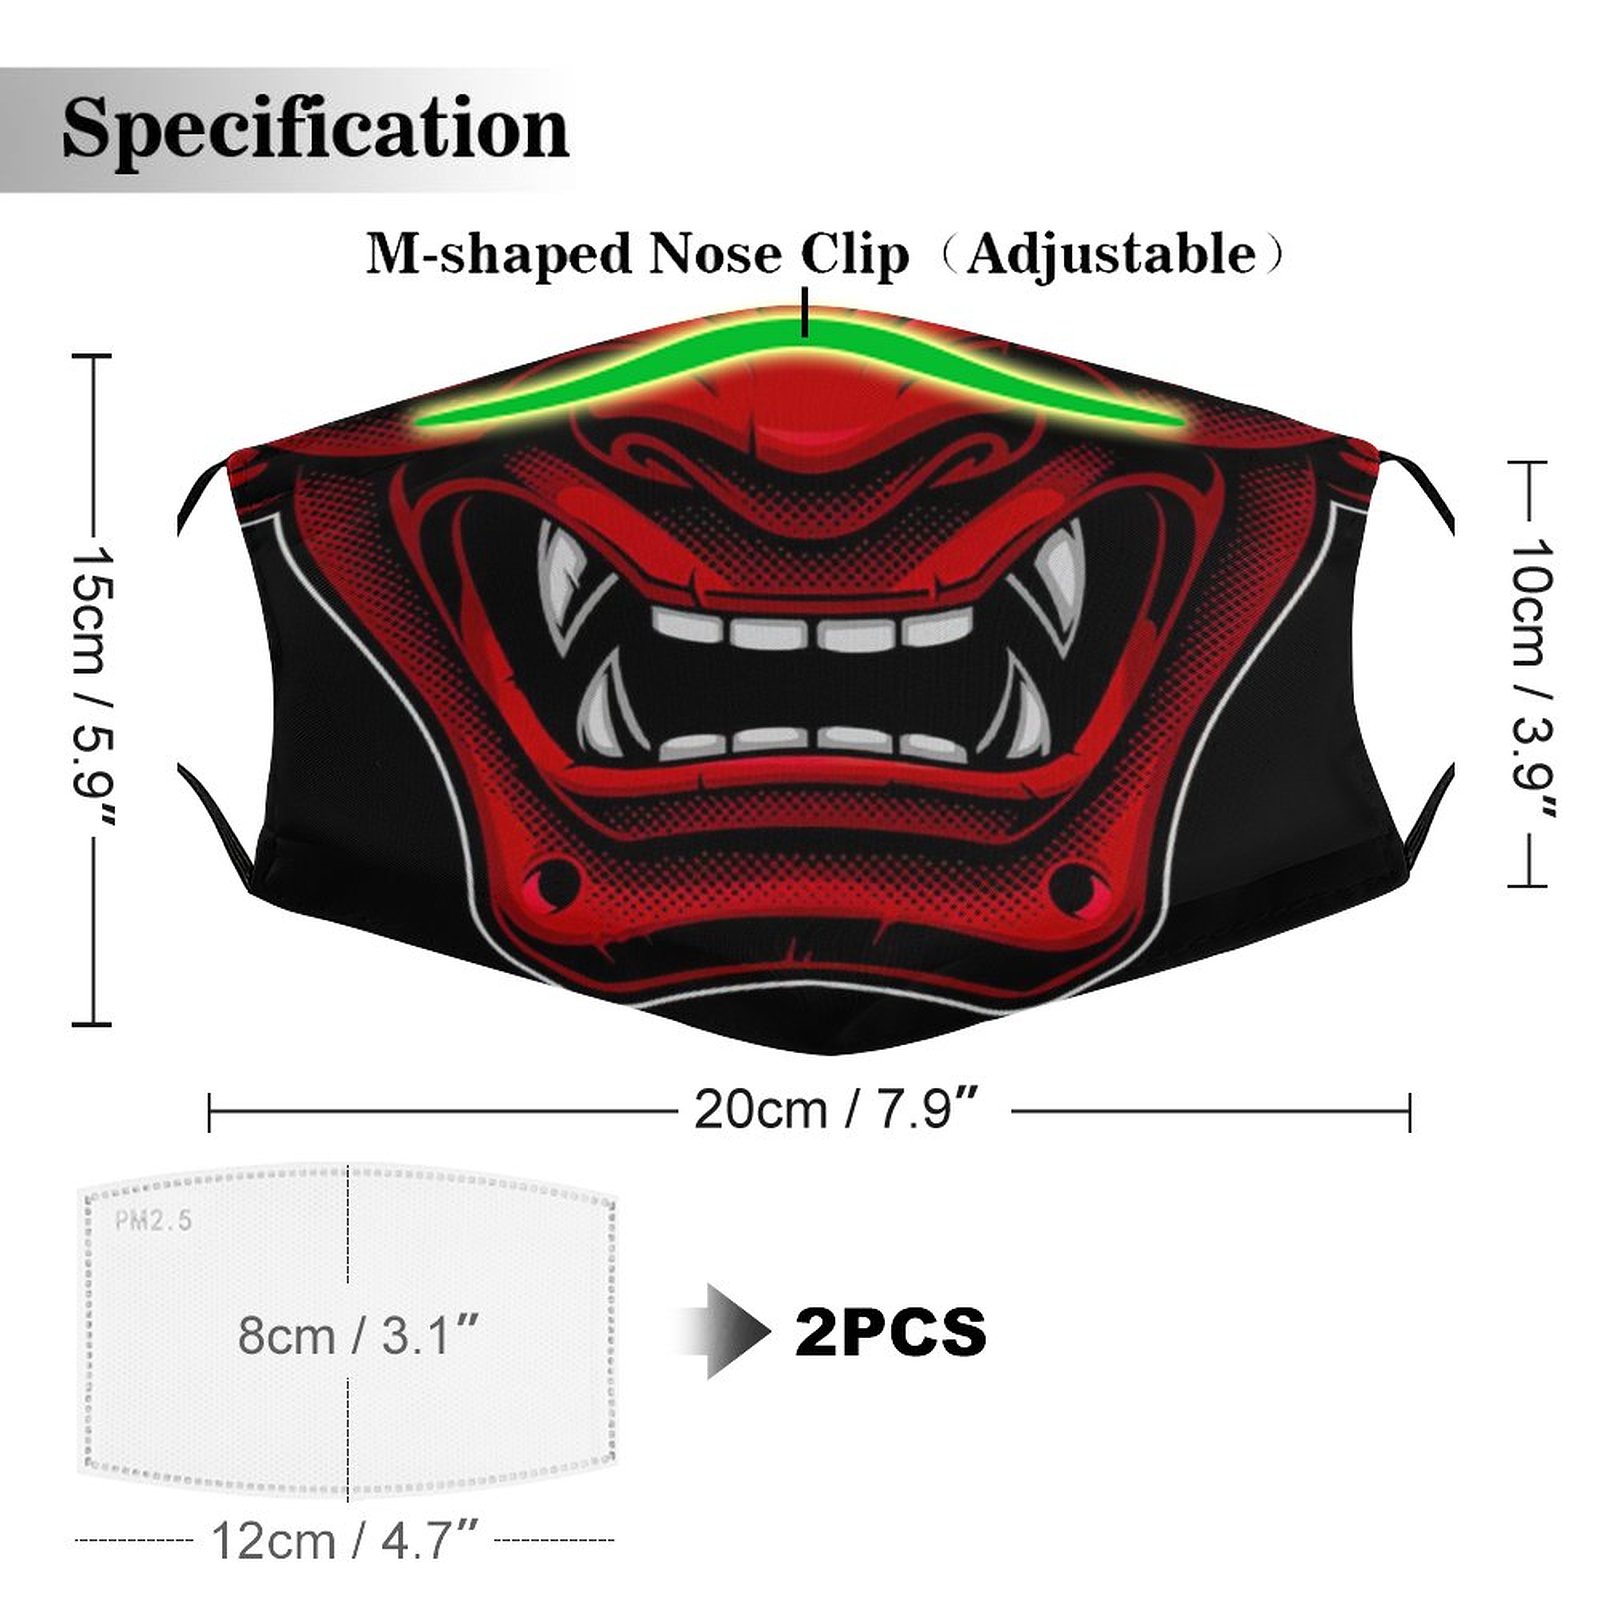 Specification
M-shaped Nose Clip（Adjustable）
15cm / 5.9″
10cm / 3.9″
20cm / 7.9″
PM2.5
8cm / 3.1″
2PCS
12cm / 4.7″